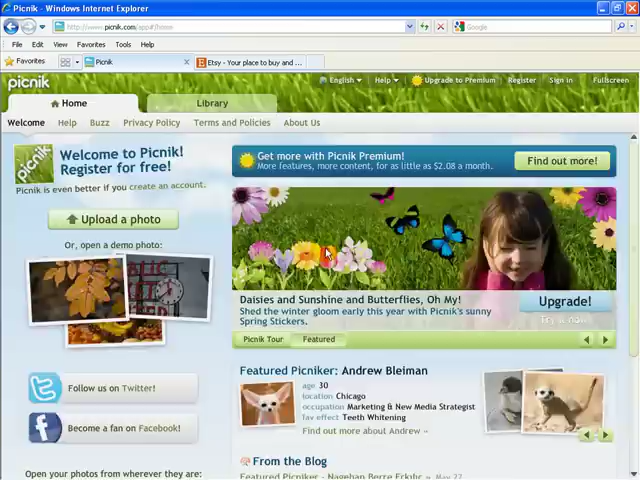 Picnik - Windows Internet Explorer
http://www.picnik.com/app#/home
Google
File Edit View Favorites Tools Help
Favorites
Picnik
Etsy - Your place to buy and ...
picnik
English Help Upgrade to Premium Register Sign in Fullscreen
Home
Library
Welcome Help Buzz Privacy Policy Terms and Policies About Us
picnik
Welcome to Picnik!
Register for free!
Picnik is even better if you create an account.
Upload a photo
Or, open a demo photo:
Follow us on Twitter!
Become a fan on Facebook!
Open your photos from wherever they are:
Get more with Picnik Premium!
More features, more content, for as little as $2.08 a month.
Find out more!
Daisies and Sunshine and Butterflies, Oh My!
Shed the winter gloom early this year with Picnik's sunny
Spring Stickers.
Upgrade!
Try it now
Picnik Tour
Featured
Featured Picniker: Andrew Bleiman
age 30
location Chicago
occupation Marketing & New Media Strategist
fav effect Teeth Whitening
Find out more about Andrew »
From the Blog
Featured Picniker - Nagehan Berre
May 27